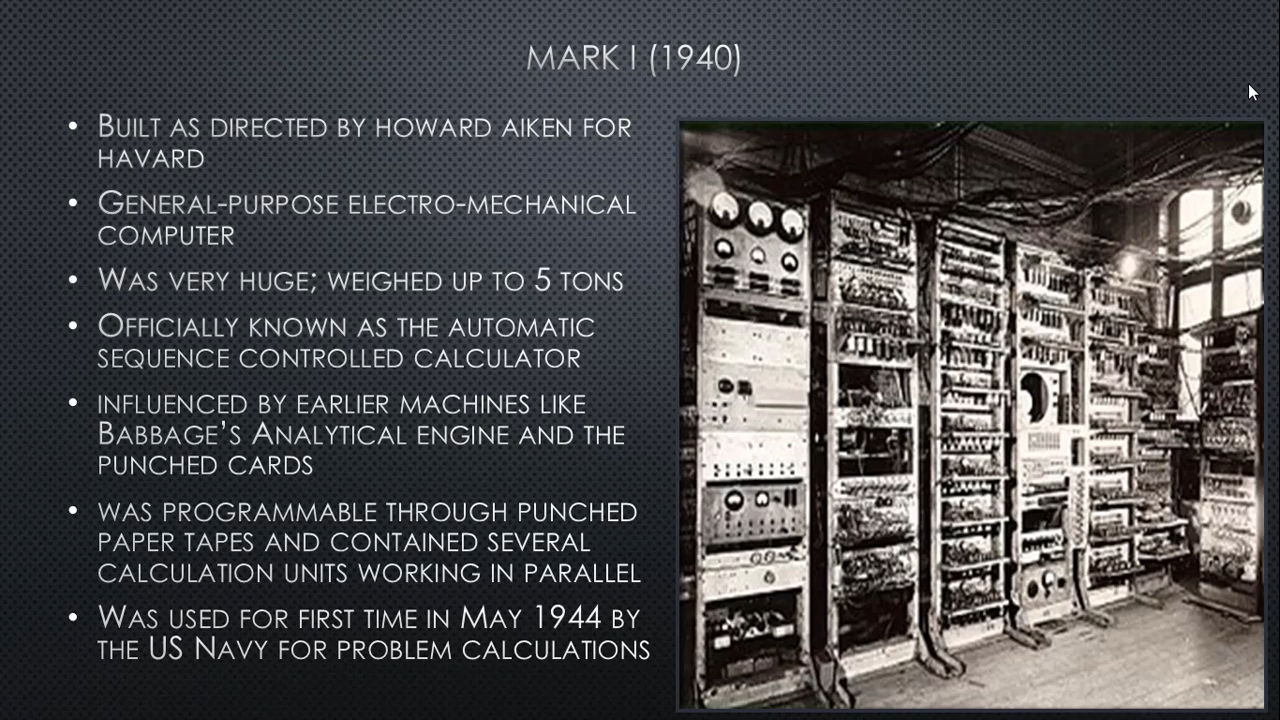 MARK I (1940)
• BUILT AS DIRECTED BY HOWARD AIKEN FOR
HAVARD
• GENERAL-PURPOSE ELECTRO-MECHANICAL
COMPUTER
• WAS VERY HUGE; WEIGHED UP TO 5 TONS
• OFFICIALLY KNOWN AS THE AUTOMATIC
SEQUENCE CONTROLLED CALCULATOR
• INFLUENCED BY EARLIER MACHINES LIKE
BABBAGE’S ANALYTICAL ENGINE AND THE
PUNCHED CARDS
• WAS PROGRAMMABLE THROUGH PUNCHED
PAPER TAPES AND CONTAINED SEVERAL
CALCULATION UNITS WORKING IN PARALLEL
• WAS USED FOR FIRST TIME IN MAY 1944 BY
THE US NAVY FOR PROBLEM CALCULATIONS